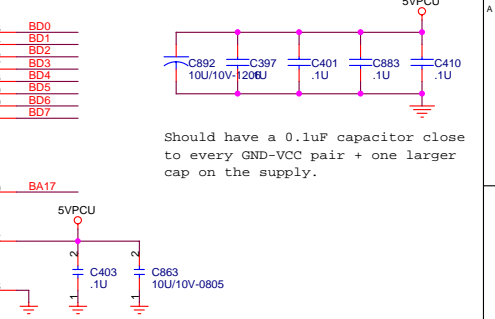 5VPCU
A
BD0
BD1
BD2
BD3
BD4
BD5
BD6
BD7
C892
10U/10V-1206
C397
C401
.1U
C883
.1U
C410
.1U
Should have a 0.1uF capacitor close
to every GND-VCC pair + one larger
cap on the supply.
BA17
5VPCU
2
1
C403
.1U
2
1
C863
10U/10V-0805